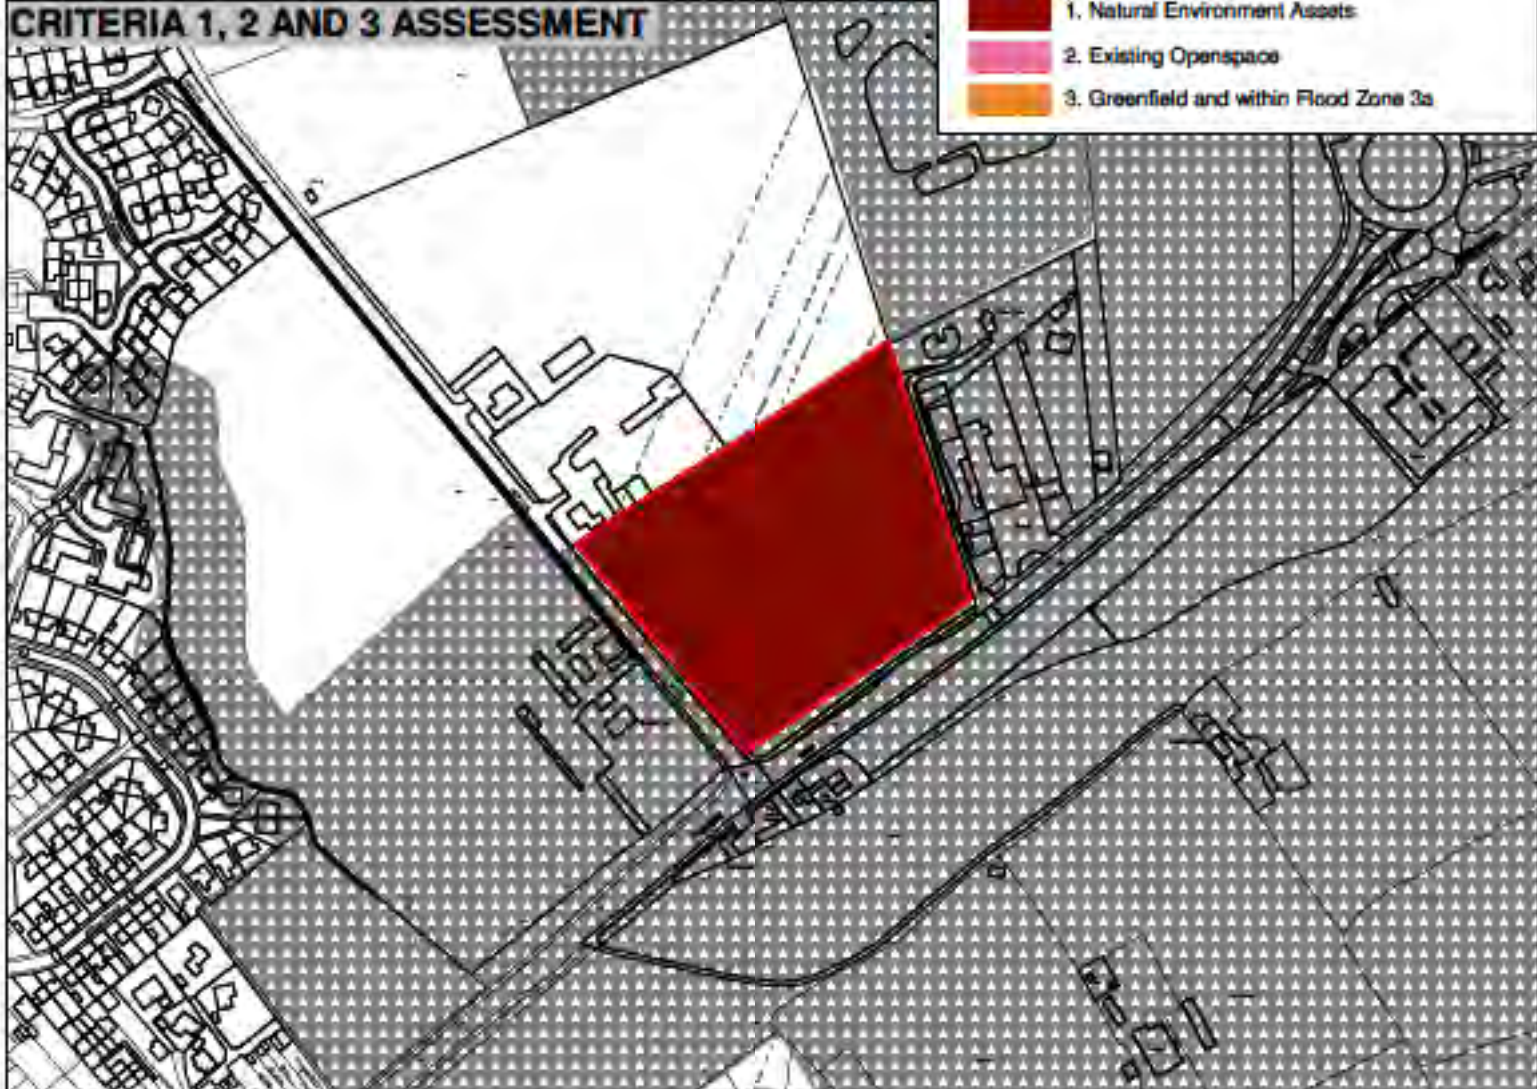 CRITERIA 1, 2 AND 3 ASSESSMENT
1. Natural Environment Assets
2. Existing Openspace
3. Greenfield and within Flood Zone 3a